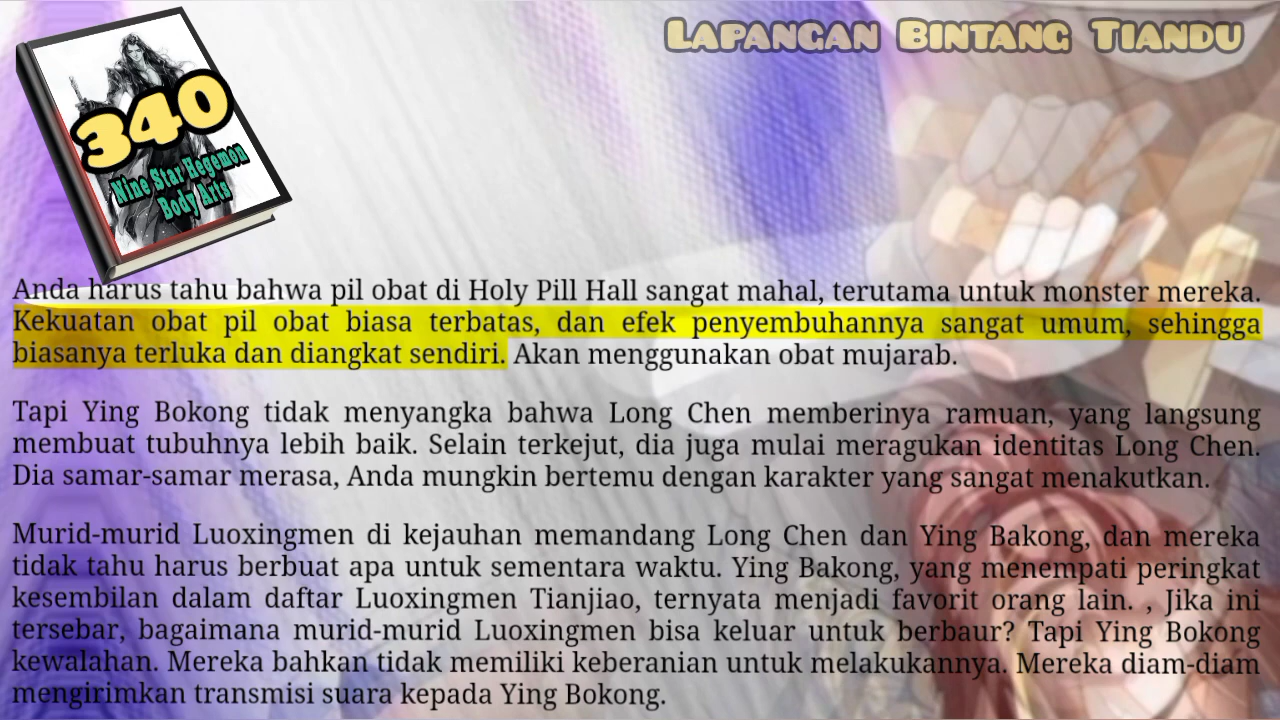 Lapangan Bintang Tiandu
340
Nine Star Hegemon
Body Arts
Anda harus tahu bahwa pil obat di Holy Pill Hall sangat mahal, terutama untuk monster mereka.
Kekuatan obat pil obat biasa terbatas, dan efek penyembuhannya sangat umum, sehingga
biasanya terluka dan diangkat sendiri. Akan menggunakan obat mujarab.
Tapi Ying Bokong tidak menyangka bahwa Long Chen memberinya ramuan, yang langsung
membuat tubuhnya lebih baik. Selain terkejut, dia juga mulai meragukan identitas Long Chen.
Dia samar-samar merasa, Anda mungkin bertemu dengan karakter yang sangat menakutkan.
Murid-murid Luoxingmen di kejauhan memandang Long Chen dan Ying Bakong, dan mereka
tidak tahu harus berbuat apa untuk sementara waktu. Ying Bakong, yang menempati peringkat
kesembilan dalam daftar Luoxingmen Tianjiao, ternyata menjadi favorit orang lain. , Jika ini
tersebar, bagaimana murid-murid Luoxingmen bisa keluar untuk berbaur? Tapi Ying Bokong
kewalahan. Mereka bahkan tidak memiliki keberanian untuk melakukannya. Mereka diam-diam
mengirimkan transmisi suara kepada Ying Bokong.